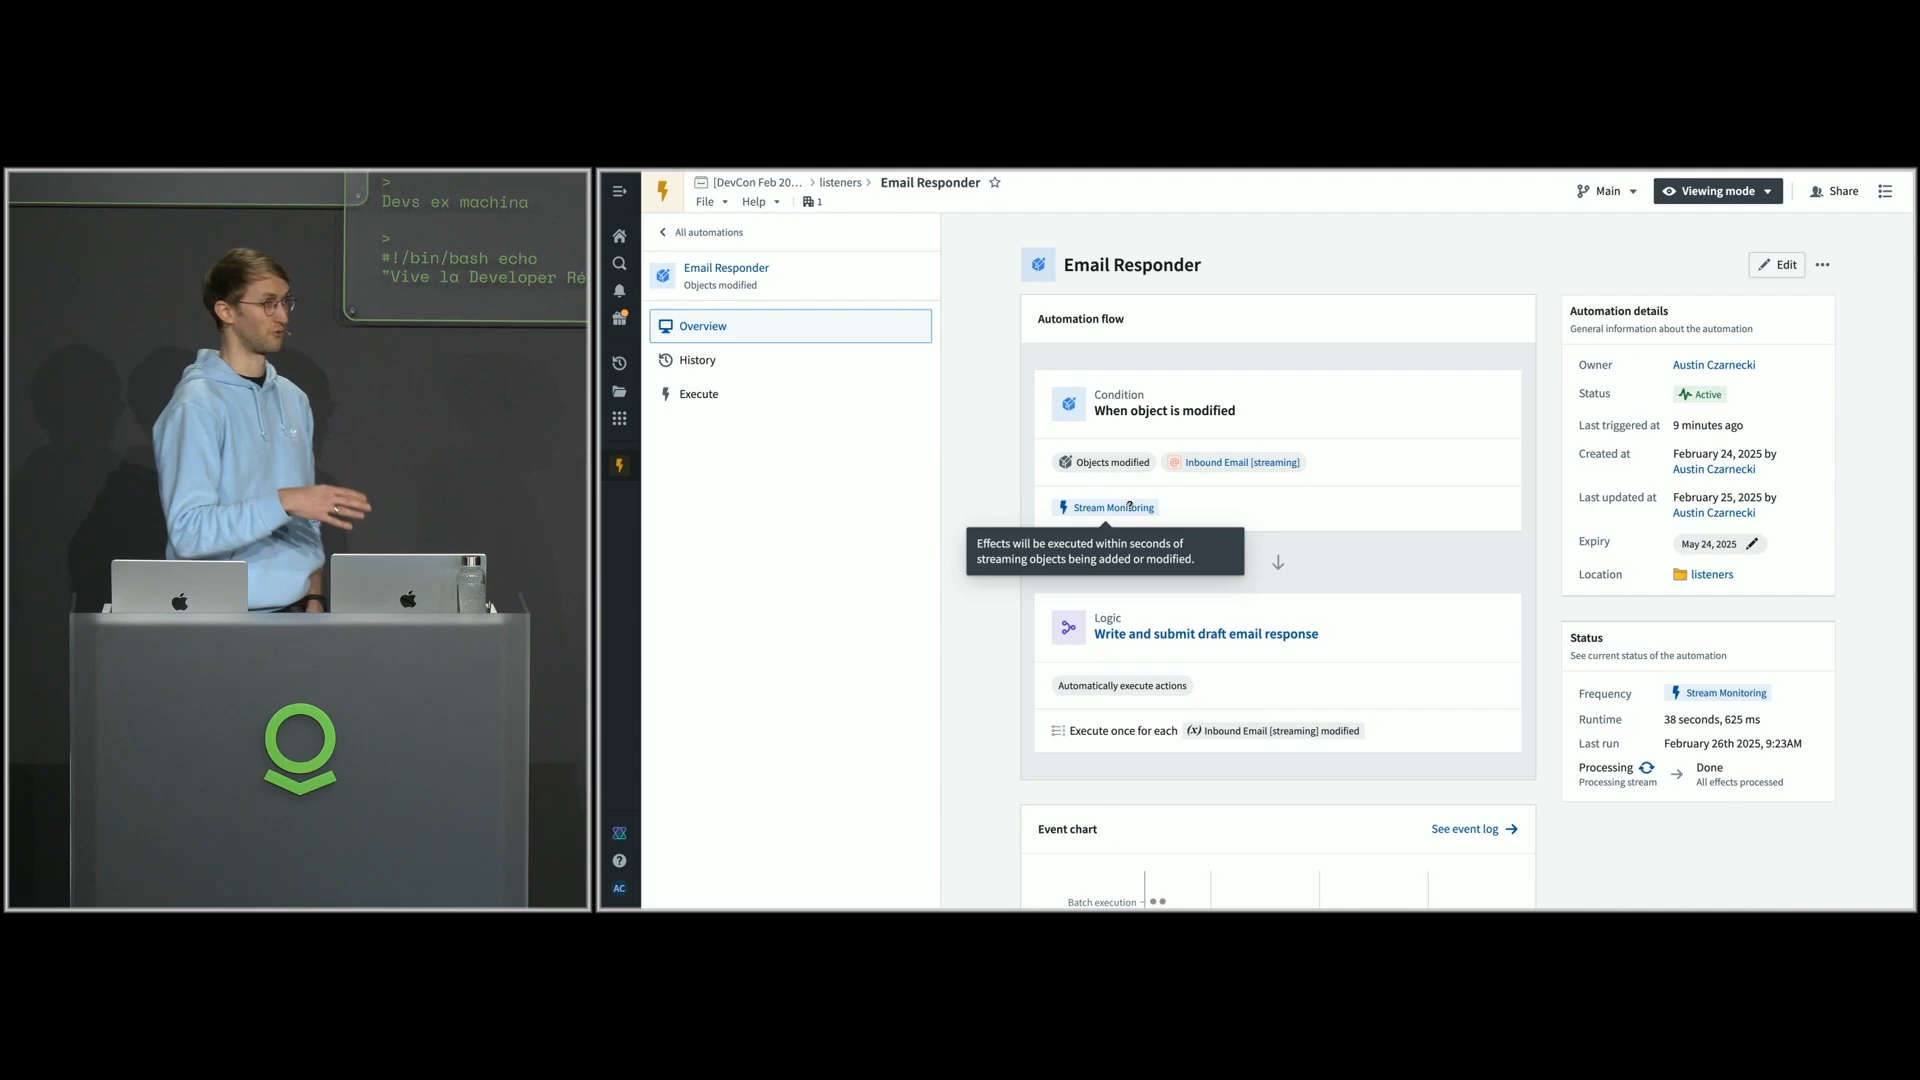 >
Devs ex machina
>
#!/bin/bash echo
"Vive la Developer Ré
[DevCon Feb 20... > listeners > Email Responder
File Help 1
Main
Viewing mode
Share
All automations
Email Responder
Objects modified
Overview
History
Execute
AC
Email Responder
Edit
Automation flow
Condition
When object is modified
Objects modified
Inbound Email [streaming]
Stream Monitoring
Effects will be executed within seconds of
streaming objects being added or modified.
Logic
Write and submit draft email response
Automatically execute actions
Execute once for each (x) Inbound Email [streaming] modified
Event chart
See event log
Batch execution
Automation details
General information about the automation
Owner Austin Czarnecki
Status Active
Last triggered at 9 minutes ago
Created at February 24, 2025 by
Austin Czarnecki
Last updated at February 25, 2025 by
Austin Czarnecki
Expiry May 24, 2025
Location listeners
Status
See current status of the automation
Frequency Stream Monitoring
Runtime 38 seconds, 625 ms
Last run February 26th 2025, 9:23AM
Processing Done
Processing stream All effects processed